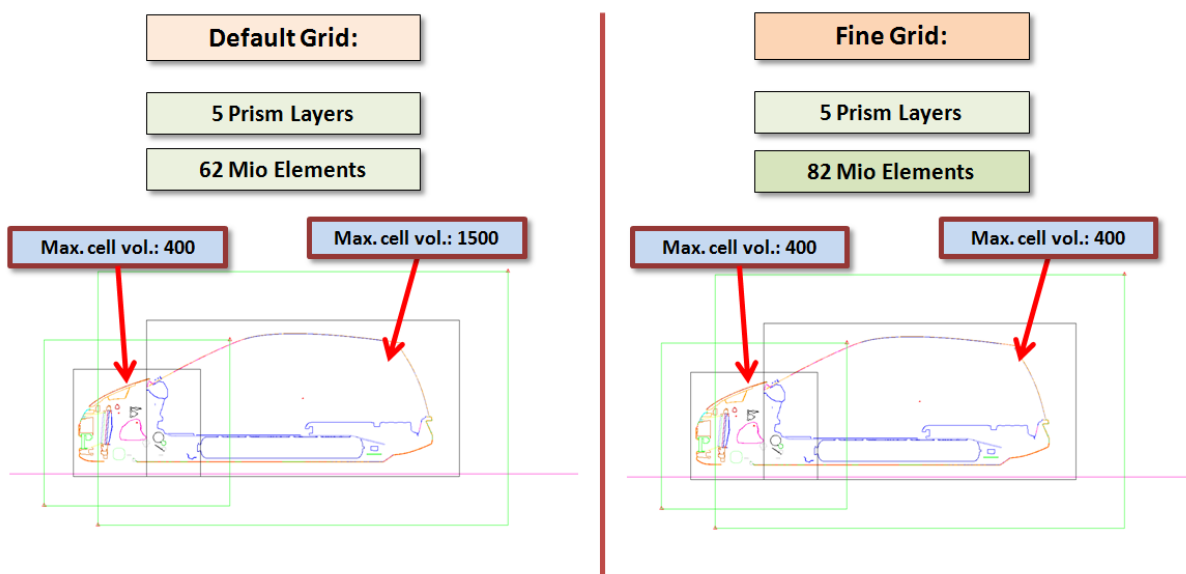 Default Grid:
5 Prism Layers
62 Mio Elements
Max. cell vol.: 400
Max. cell vol.: 1500
Fine Grid:
5 Prism Layers
82 Mio Elements
Max. cell vol.: 400
Max. cell vol.: 400